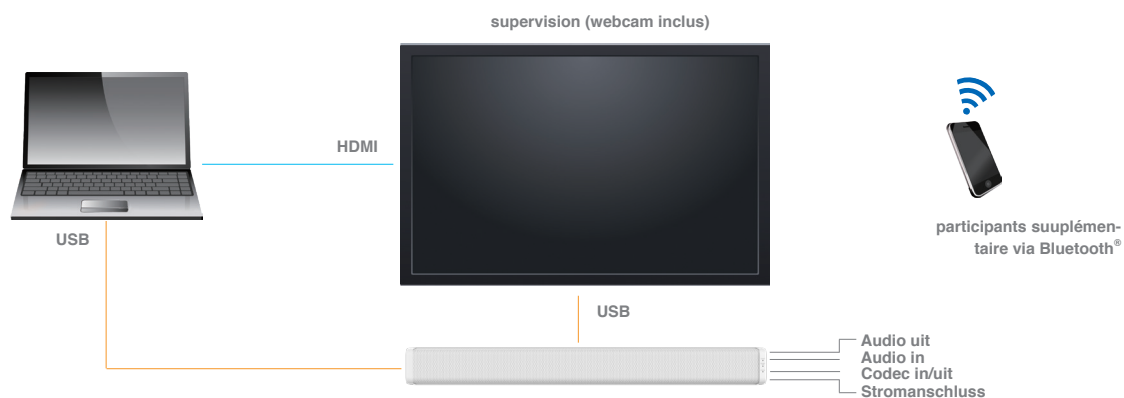 supervision (webcam inclus)
HDMI
USB
participants suuplémen-
taire via Bluetooth®
USB
Audio uit
Audio in
Codec in/uit
Stromanschluss